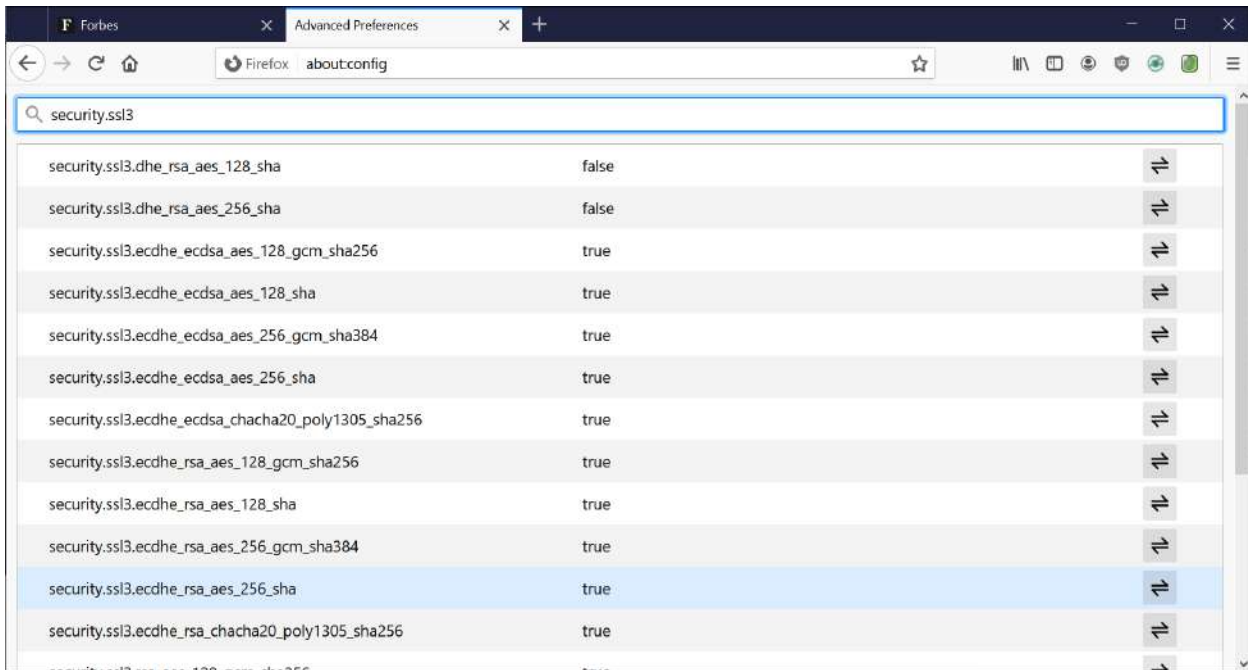 F Forbes
Advanced Preferences
Firefox about:config
security.ssl3
security.ssl3.dhe_rsa_aes_128_sha false
security.ssl3.dhe_rsa_aes_256_sha false
security.ssl3.ecdhe_ecdsa_aes_128_gcm_sha256 true
security.ssl3.ecdhe_ecdsa_aes_128_sha true
security.ssl3.ecdhe_ecdsa_aes_256_gcm_sha384 true
security.ssl3.ecdhe_ecdsa_aes_256_sha true
security.ssl3.ecdhe_ecdsa_chacha20_poly1305_sha256 true
security.ssl3.ecdhe_rsa_aes_128_gcm_sha256 true
security.ssl3.ecdhe_rsa_aes_128_sha true
security.ssl3.ecdhe_rsa_aes_256_gcm_sha384 true
security.ssl3.ecdhe_rsa_aes_256_sha true
security.ssl3.ecdhe_rsa_chacha20_poly1305_sha256 true